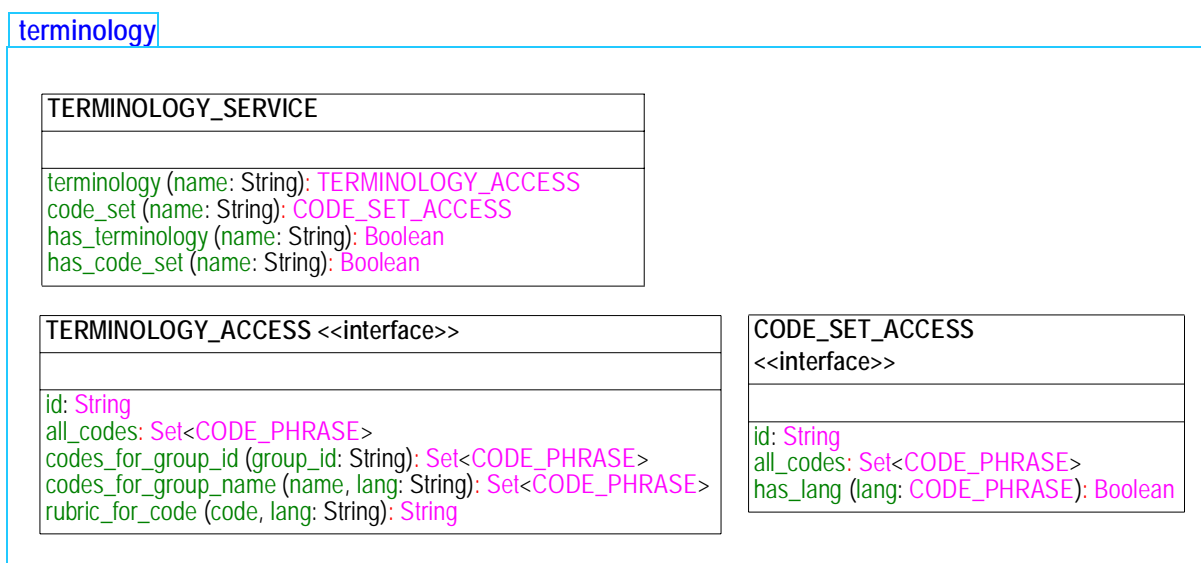 terminology
TERMINOLOGY_SERVICE
terminology (name: String): TERMINOLOGY_ACCESS
code_set (name: String): CODE_SET_ACCESS
has_terminology (name: String): Boolean
has_code_set (name: String): Boolean
TERMINOLOGY_ACCESS <<interface>>
id: String
all_codes: Set<CODE_PHRASE>
codes_for_group_id (group_id: String): Set<CODE_PHRASE>
codes_for_group_name (name, lang: String): Set<CODE_PHRASE>
rubric_for_code (code, lang: String): String
CODE_SET_ACCESS
<<interface>>
id: String
all_codes: Set<CODE_PHRASE>
has_lang (lang: CODE_PHRASE): Boolean